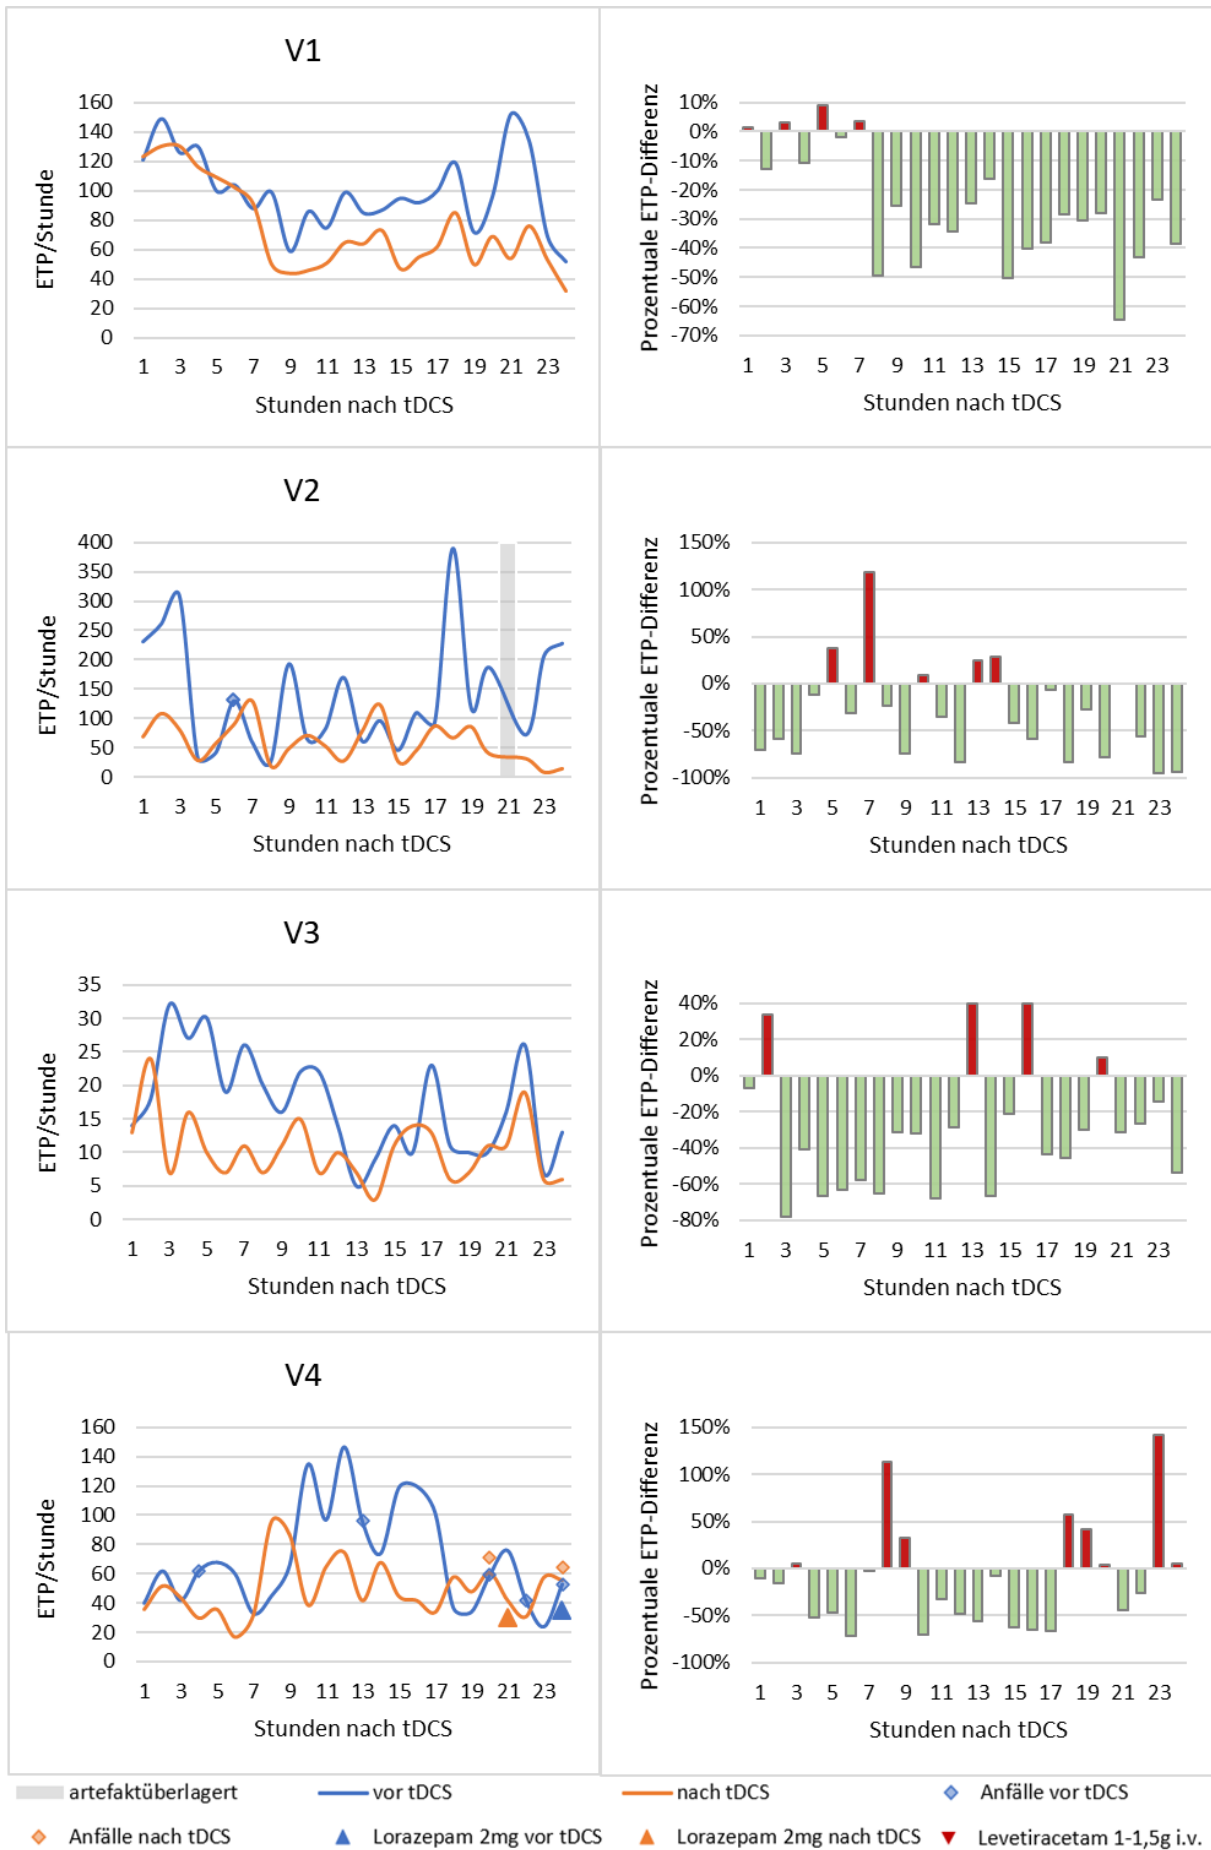 V1
ETP/Stunde
160
140
120
100
80
60
40
20
0
1 3 5 7 9 11 13 15 17 19 21 23
Stunden nach tDCS
Prozentuale ETP-Differenz
10%
0%
-10%
-20%
-30%
-40%
-50%
-60%
-70%
1 3 5 7 9 11 13 15 17 19 21 23
Stunden nach tDCS
V2
ETP/Stunde
400
350
300
250
200
150
100
50
0
1 3 5 7 9 11 13 15 17 19 21 23
Stunden nach tDCS
Prozentuale ETP-Differenz
150%
100%
50%
0%
-50%
-100%
1 3 5 7 9 11 13 15 17 19 21 23
Stunden nach tDCS
V3
ETP/Stunde
35
30
25
20
15
10
5
0
1 3 5 7 9 11 13 15 17 19 21 23
Stunden nach tDCS
Prozentuale ETP-Differenz
40%
20%
0%
-20%
-40%
-60%
-80%
1 3 5 7 9 11 13 15 17 19 21 23
Stunden nach tDCS
V4
ETP/Stunde
160
140
120
100
80
60
40
20
0
1 3 5 7 9 11 13 15 17 19 21 23
Stunden nach tDCS
Prozentuale ETP-Differenz
150%
100%
50%
0%
-50%
-100%
1 3 5 7 9 11 13 15 17 19 21 23
Stunden nach tDCS
artefaktüberlagert vor tDCS nach tDCS Anfälle vor tDCS
Anfälle nach tDCS Lorazepam 2mg vor tDCS Lorazepam 2mg nach tDCS Levetiracetam 1-1,5g i.v.